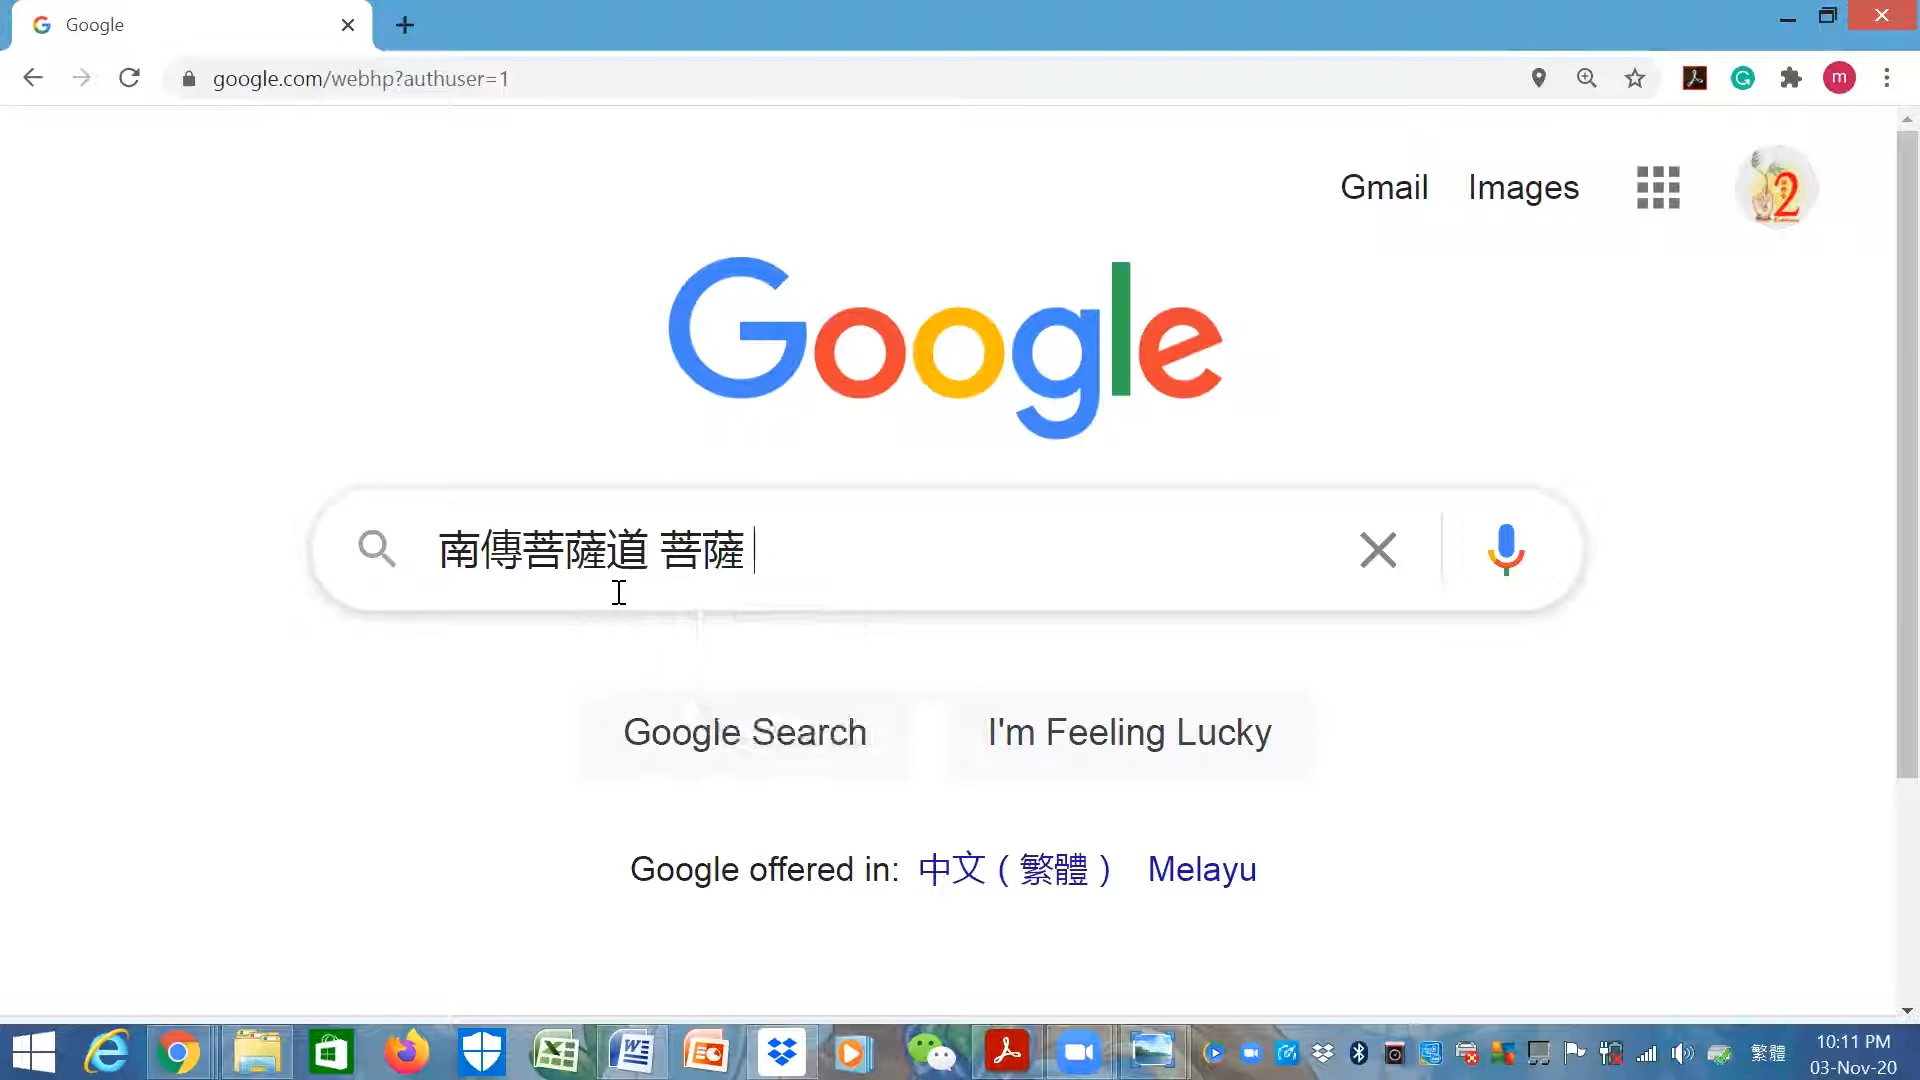 Google
google.com/webhp?authuser=1
m
Gmail
Images
2
Google
南傳菩薩道 菩薩
Google Search
I'm Feeling Lucky
Google offered in: 中文（繁體） Melayu
繁體
10:11 PM
03-Nov-20